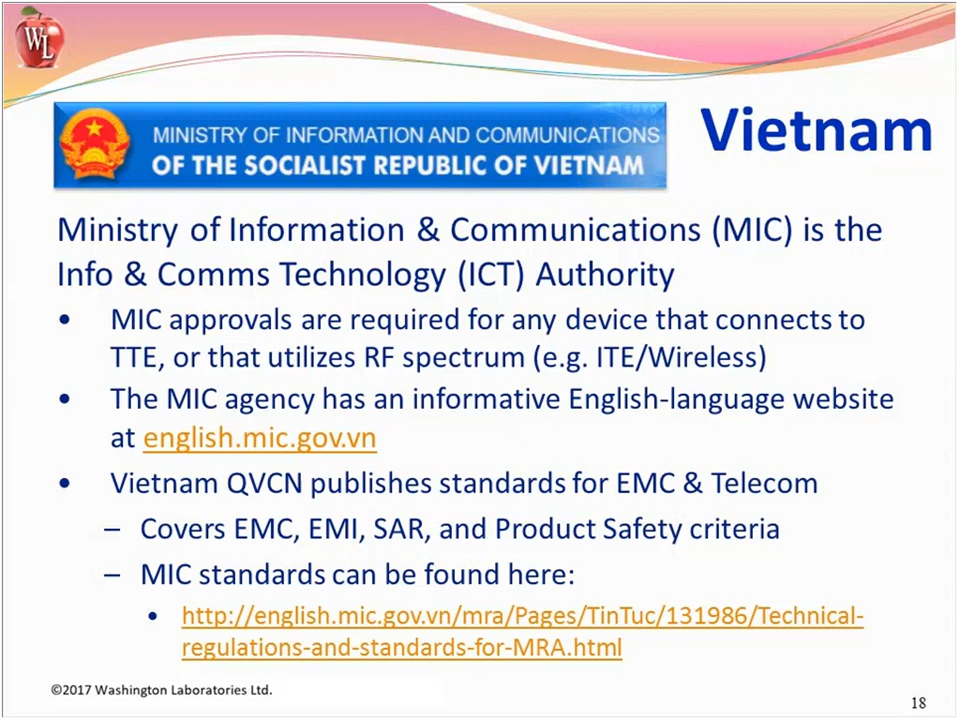 WL
MINISTRY OF INFORMATION AND COMMUNICATIONS
OF THE SOCIALIST REPUBLIC OF VIETNAM
Vietnam
Ministry of Information & Communications (MIC) is the
Info & Comms Technology (ICT) Authority
• MIC approvals are required for any device that connects to
TTE, or that utilizes RF spectrum (e.g. ITE/Wireless)
• The MIC agency has an informative English-language website
at english.mic.gov.vn
• Vietnam QVCN publishes standards for EMC & Telecom
– Covers EMC, EMI, SAR, and Product Safety criteria
– MIC standards can be found here:
• http://english.mic.gov.vn/mra/Pages/TinTuc/131986/Technical-
regulations-and-standards-for-MRA.html
©2017 Washington Laboratories Ltd.
18